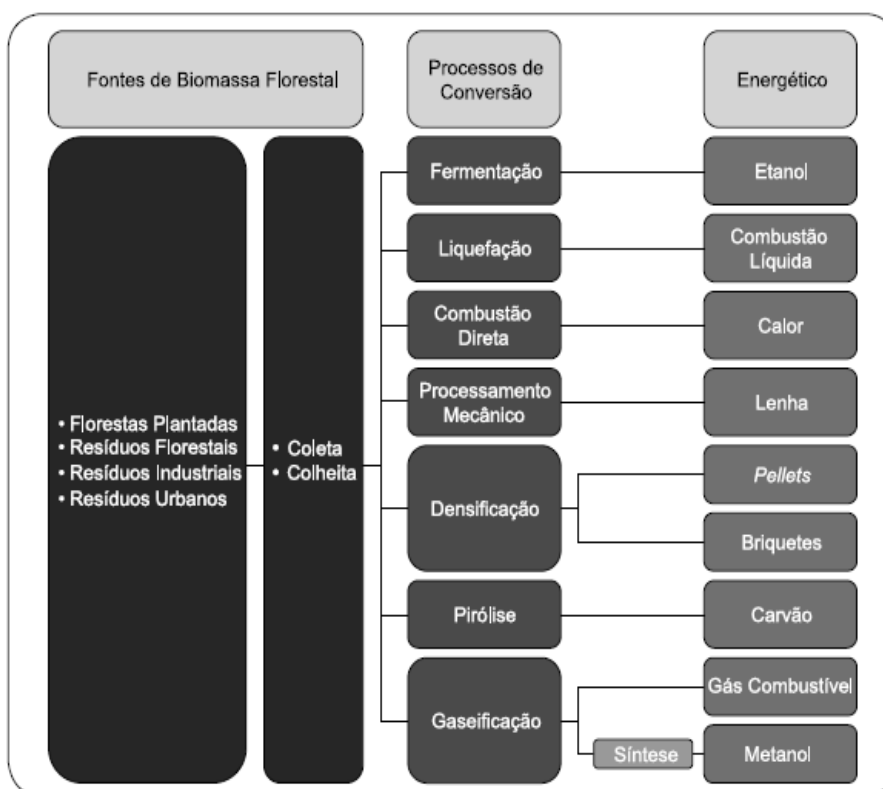 Fontes de Biomassa Florestal
Processos de
Conversão
Energético
• Florestas Plantadas
• Resíduos Florestais
• Resíduos Industriais
• Resíduos Urbanos
• Coleta
• Colheita
Fermentação
Etanol
Liquefação
Combustão
Líquida
Combustão
Direta
Calor
Processamento
Mecânico
Lenha
Densificação
Pellets
Briquetes
Pirólise
Carvão
Gaseificação
Gás Combustível
Síntese
Metanol